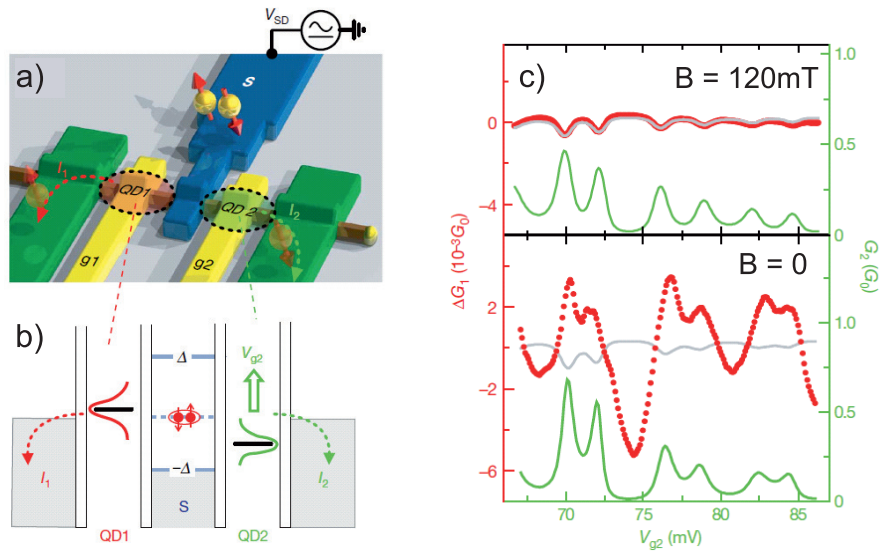 a)
V_SD
S
I_1
QD1
QD 2
I_2
g1
g2
b)
Δ
V_g2
-Δ
I_1
S
I_2
QD1
QD2
c)
B = 120mT
1.0
0
0.5
-4
0
B = 0
ΔG_1 (10^-3 G_0)
G_2 (G_0)
2
1.0
-2
0.5
-6
0
70
75
80
85
V_g2 (mV)